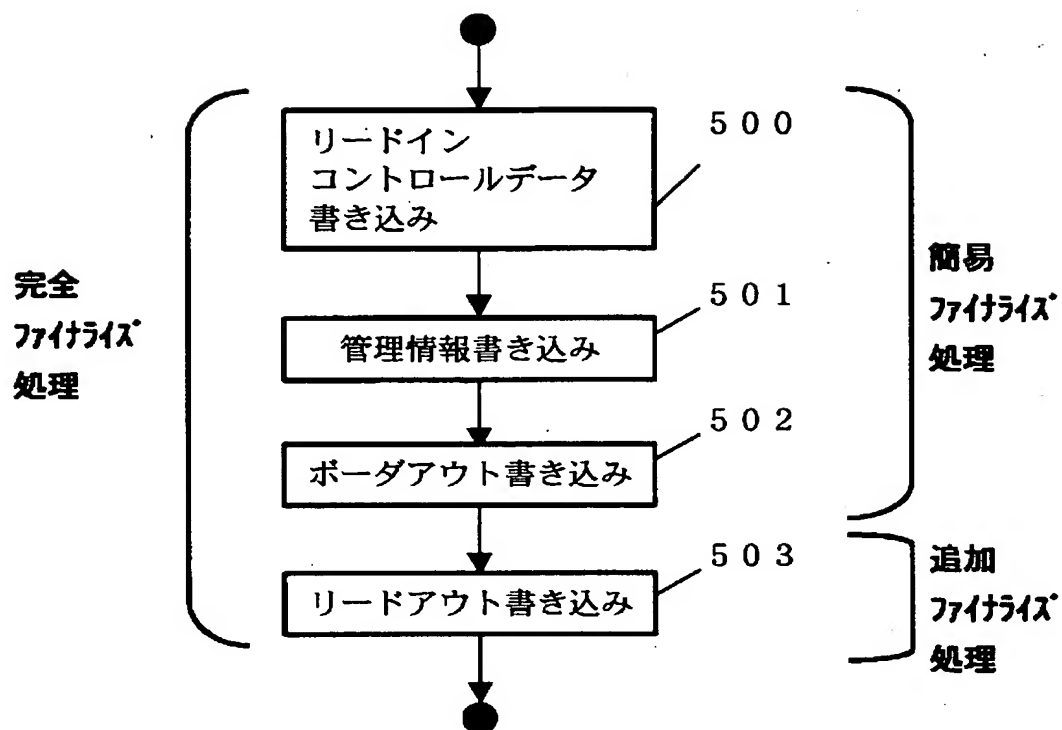 500
リードイン
コントロールデータ
書き込み
完全
ﾌｧｲﾅﾗｲｽﾞ
処理
簡易
ﾌｧｲﾅﾗｲｽﾞ
処理
501
管理情報書き込み
502
ボーダアウト書き込み
503
リードアウト書き込み
追加
ﾌｧｲﾅﾗｲｽﾞ
処理